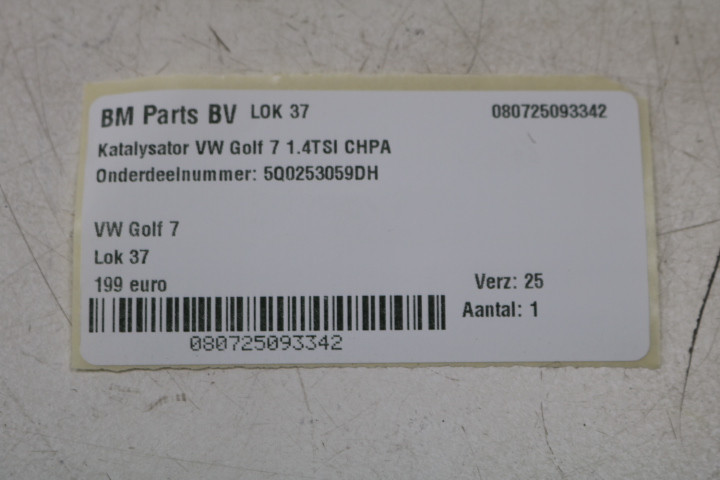 BM Parts BV LOK 37 080725093342
Katalysator VW Golf 7 1.4TSI CHPA
Onderdeelnummer: 5Q0253059DH
VW Golf 7
Lok 37
199 euro Verz: 25
Aantal: 1
080725093342